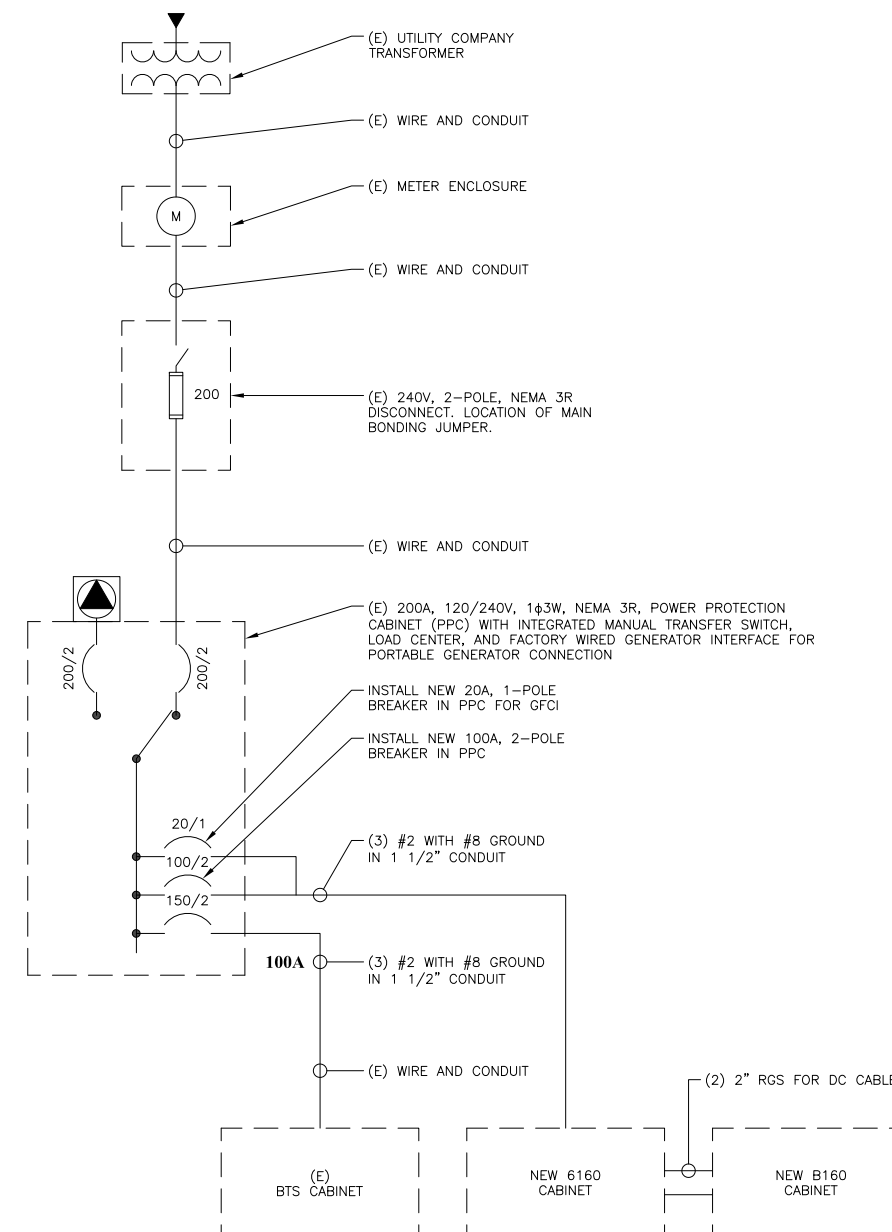 (E) UTILITY COMPANY
TRANSFORMER
(E) WIRE AND CONDUIT
(E) METER ENCLOSURE
M
(E) WIRE AND CONDUIT
200
(E) 240V, 2-POLE, NEMA 3R
DISCONNECT. LOCATION OF MAIN
BONDING JUMPER.
(E) WIRE AND CONDUIT
(E) 200A, 120/240V, 1ϕ3W, NEMA 3R, POWER PROTECTION
CABINET (PPC) WITH INTEGRATED MANUAL TRANSFER SWITCH,
LOAD CENTER, AND FACTORY WIRED GENERATOR INTERFACE FOR
PORTABLE GENERATOR CONNECTION
200/2
200/2
INSTALL NEW 20A, 1-POLE
BREAKER IN PPC FOR GFCI
INSTALL NEW 100A, 2-POLE
BREAKER IN PPC
20/1
100/2
150/2
(3) #2 WITH #8 GROUND
IN 1 1/2" CONDUIT
100A
(3) #2 WITH #8 GROUND
IN 1 1/2" CONDUIT
(E) WIRE AND CONDUIT
(2) 2" RGS FOR DC CABLE
(E)
BTS CABINET
NEW 6160
CABINET
NEW B160
CABINET